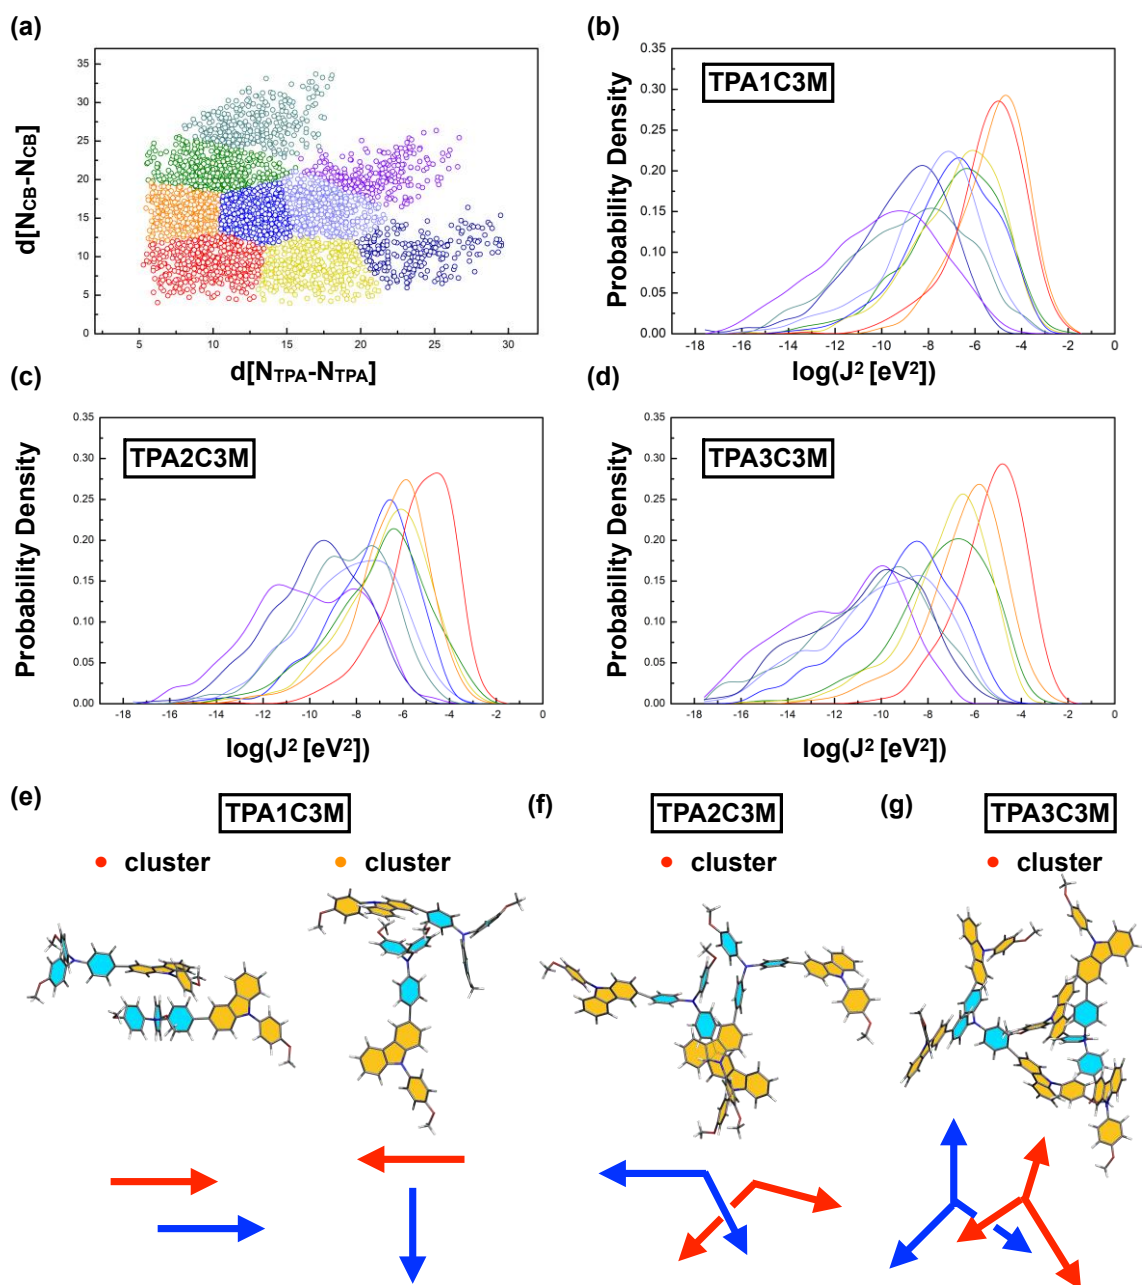 (a)
35
30
25
20
15
10
5
0
5
10
15
20
25
30
d[NCB-NCB]
d[NTPA-NTPA]
(b)
TPA1C3M
0.35
0.30
0.25
0.20
0.15
0.10
0.05
0.00
-18
-16
-14
-12
-10
-8
-6
-4
-2
0
Probability Density
log(J² [eV²])
(c)
TPA2C3M
0.35
0.30
0.25
0.20
0.15
0.10
0.05
0.00
-18
-16
-14
-12
-10
-8
-6
-4
-2
0
Probability Density
log(J² [eV²])
(d)
TPA3C3M
0.35
0.30
0.25
0.20
0.15
0.10
0.05
0.00
-18
-16
-14
-12
-10
-8
-6
-4
-2
0
Probability Density
log(J² [eV²])
(e)
TPA1C3M
cluster
cluster
(f)
TPA2C3M
cluster
(g)
TPA3C3M
cluster